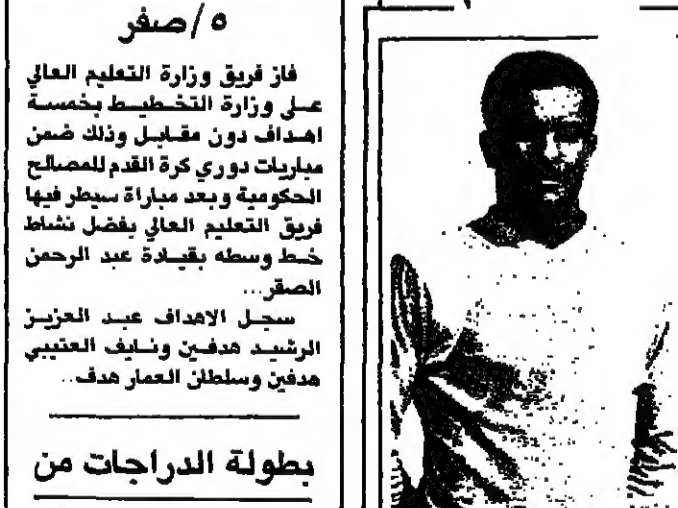 ٥/صفر
فاز فريق وزارة التعليم العالي
على وزارة التخطيط بخمسة
اهداف دون مقابل وذلك ضمن
مباريات دوري كرة القدم للمصالح
الحكومية وبعد مباراة سيطر فيها
فريق التعليم العالي بفضل نشاط
خط وسطه بقيادة عبد الرحمن
الصقر...
سجل الاهداف عبد العزيز
الرشيد هدفين ونايف العتيبي
هدفين وسلطان العمار هدف..
بطولة الدراجات من